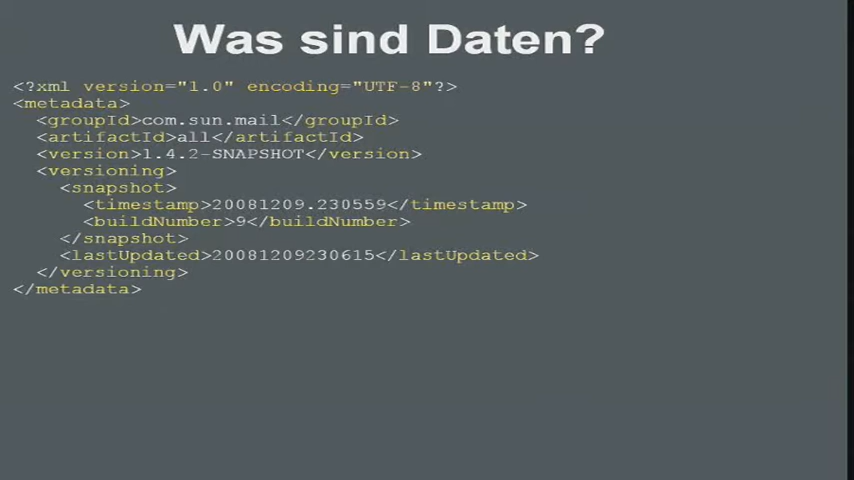 Was sind Daten?
<?xml version="1.0" encoding="UTF-8"?>
<metadata>
<groupId>com.sun.mail</groupId>
<artifactId>all</artifactId>
<version>1.4.2-SNAPSHOT</version>
<versioning>
<snapshot>
<timestamp>20081209.230559</timestamp>
<buildNumber>9</buildNumber>
</snapshot>
<lastUpdated>20081209230615</lastUpdated>
</versioning>
</metadata>